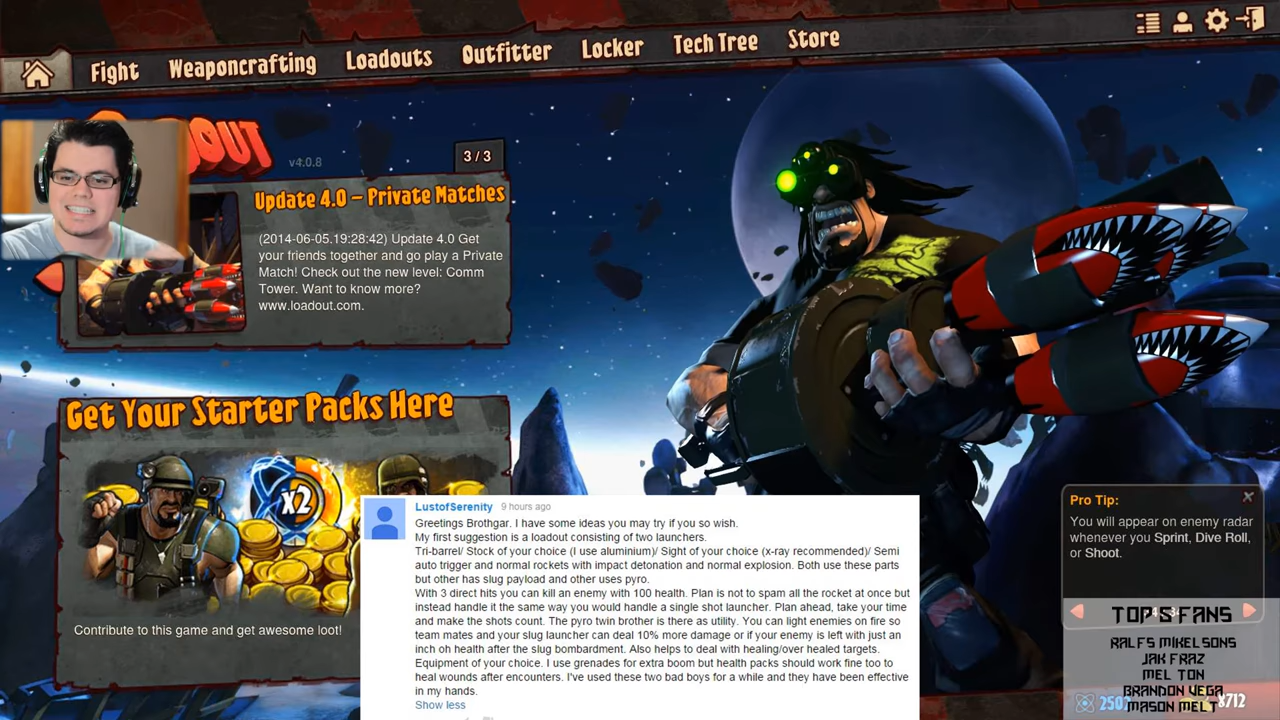 Fight
Weaponcrafting
Loadouts
Outfitter
Locker
Tech Tree
Store
v4.0.8
3 / 3
Update 4.0 – Private Matches
(2014-06-05.19:28:42) Update 4.0 Get
your friends together and go play a Private
Match! Check out the new level: Comm
Tower. Want to know more?
www.loadout.com.
Get Your Starter Packs Here
x2
Contribute to this game and get awesome loot!
LustofSerenity 9 hours ago
Greetings Brothgar. I have some ideas you may try if you so wish.
My first suggestion is a loadout consisting of two launchers.
Tri-barrel/ Stock of your choice (I use aluminium)/ Sight of your choice (x-ray recommended)/ Semi
auto trigger and normal rockets with impact detonation and normal explosion. Both use these parts
but other has slug payload and other uses pyro.
With 3 direct hits you can kill an enemy with 100 health. Plan is not to spam all the rocket at once but
instead handle it the same way you would handle a single shot launcher. Plan ahead, take your time
and make the shots count. The pyro twin brother is there as utility. You can light enemies on fire so
team mates and your slug launcher can deal 10% more damage or if your enemy is left with just an
inch oh health after the slug bombardment. Also helps to deal with healing/over healed targets.
Equipment of your choice. I use grenades for extra boom but health packs should work fine too to
heal wounds after encounters. I've used these two bad boys for a while and they have been effective
in my hands.
Show less
Pro Tip:
You will appear on enemy radar
whenever you Sprint, Dive Roll,
or Shoot.
TOP 5 FANS
RALFS MIKELSONS
JAK FRAZ
MEL TON
BRANDON VEGA
MASON MELT